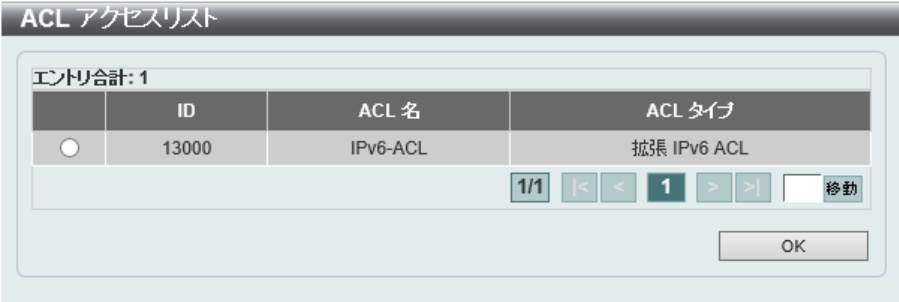 ACL アクセスリスト
エントリ合計: 1
ID ACL 名 ACL タイプ
13000 IPv6-ACL 拡張 IPv6 ACL
1/1 |< < 1 > >| 移動
OK